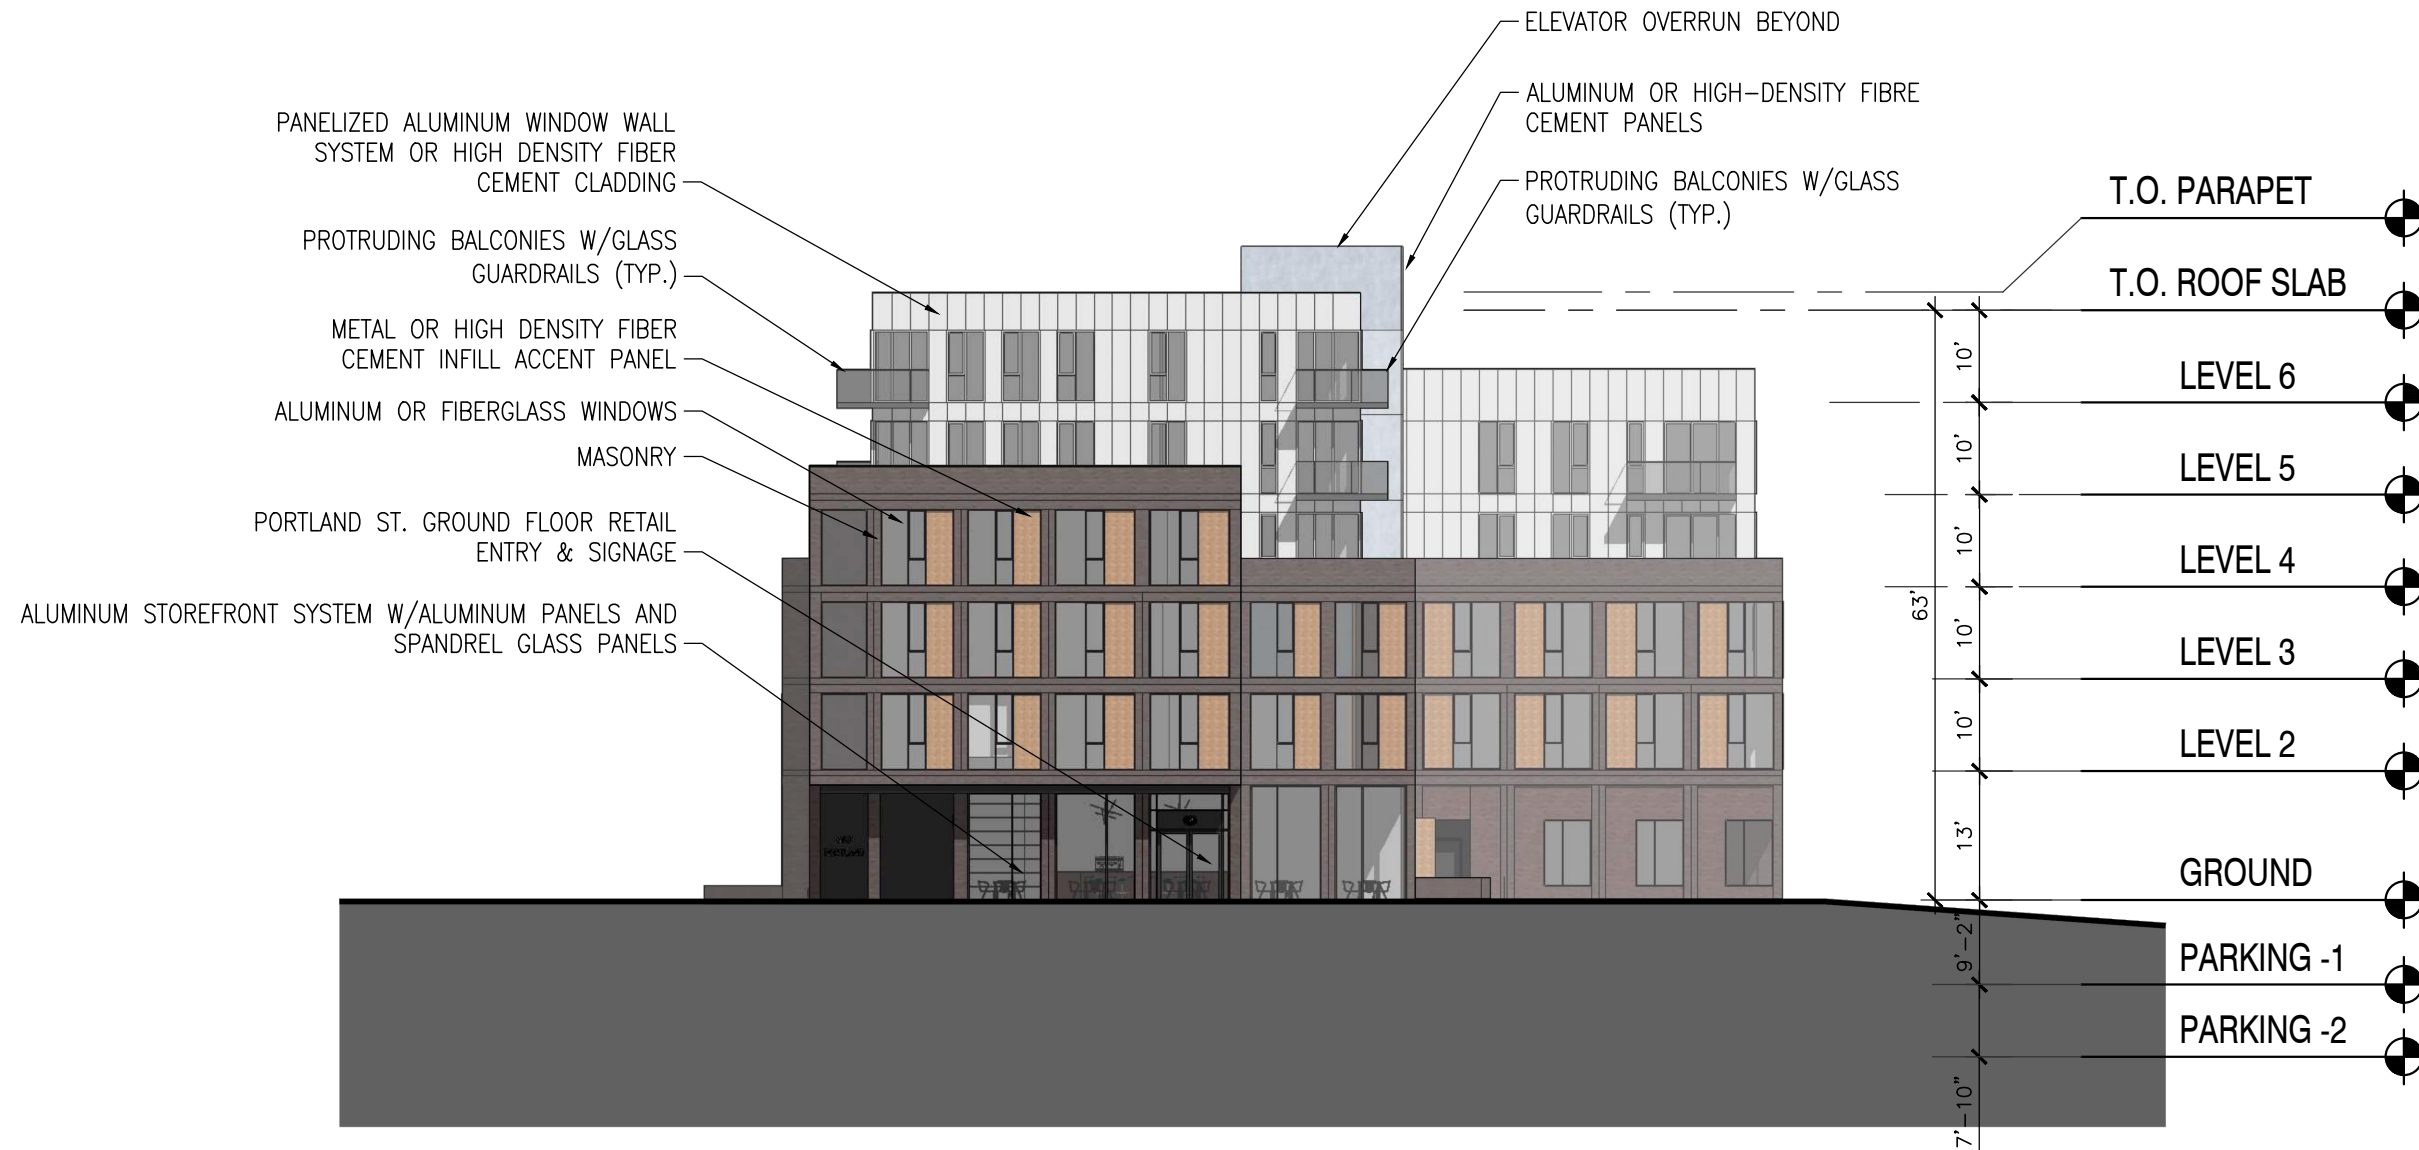 ELEVATOR OVERRUN BEYOND
ALUMINUM OR HIGH-DENSITY FIBRE
CEMENT PANELS
PROTRUDING BALCONIES W/GLASS
GUARDRAILS (TYP.)
PANELIZED ALUMINUM WINDOW WALL
SYSTEM OR HIGH DENSITY FIBER
CEMENT CLADDING
PROTRUDING BALCONIES W/GLASS
GUARDRAILS (TYP.)
METAL OR HIGH DENSITY FIBER
CEMENT INFILL ACCENT PANEL
ALUMINUM OR FIBERGLASS WINDOWS
MASONRY
PORTLAND ST. GROUND FLOOR RETAIL
ENTRY & SIGNAGE
ALUMINUM STOREFRONT SYSTEM W/ALUMINUM PANELS AND
SPANDREL GLASS PANELS
T.O. PARAPET
T.O. ROOF SLAB
LEVEL 6
LEVEL 5
LEVEL 4
LEVEL 3
LEVEL 2
GROUND
PARKING -1
PARKING -2
63'
10'
10'
10'
10'
10'
13'
9'-2"
7'-10"